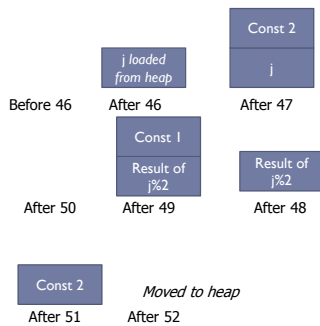 Const 2
j loaded
from heap
j
Before 46
After 46
After 47
Const 1
Result of
j%2
Result of
j%2
After 50
After 49
After 48
Const 2
Moved to heap
After 51
After 52